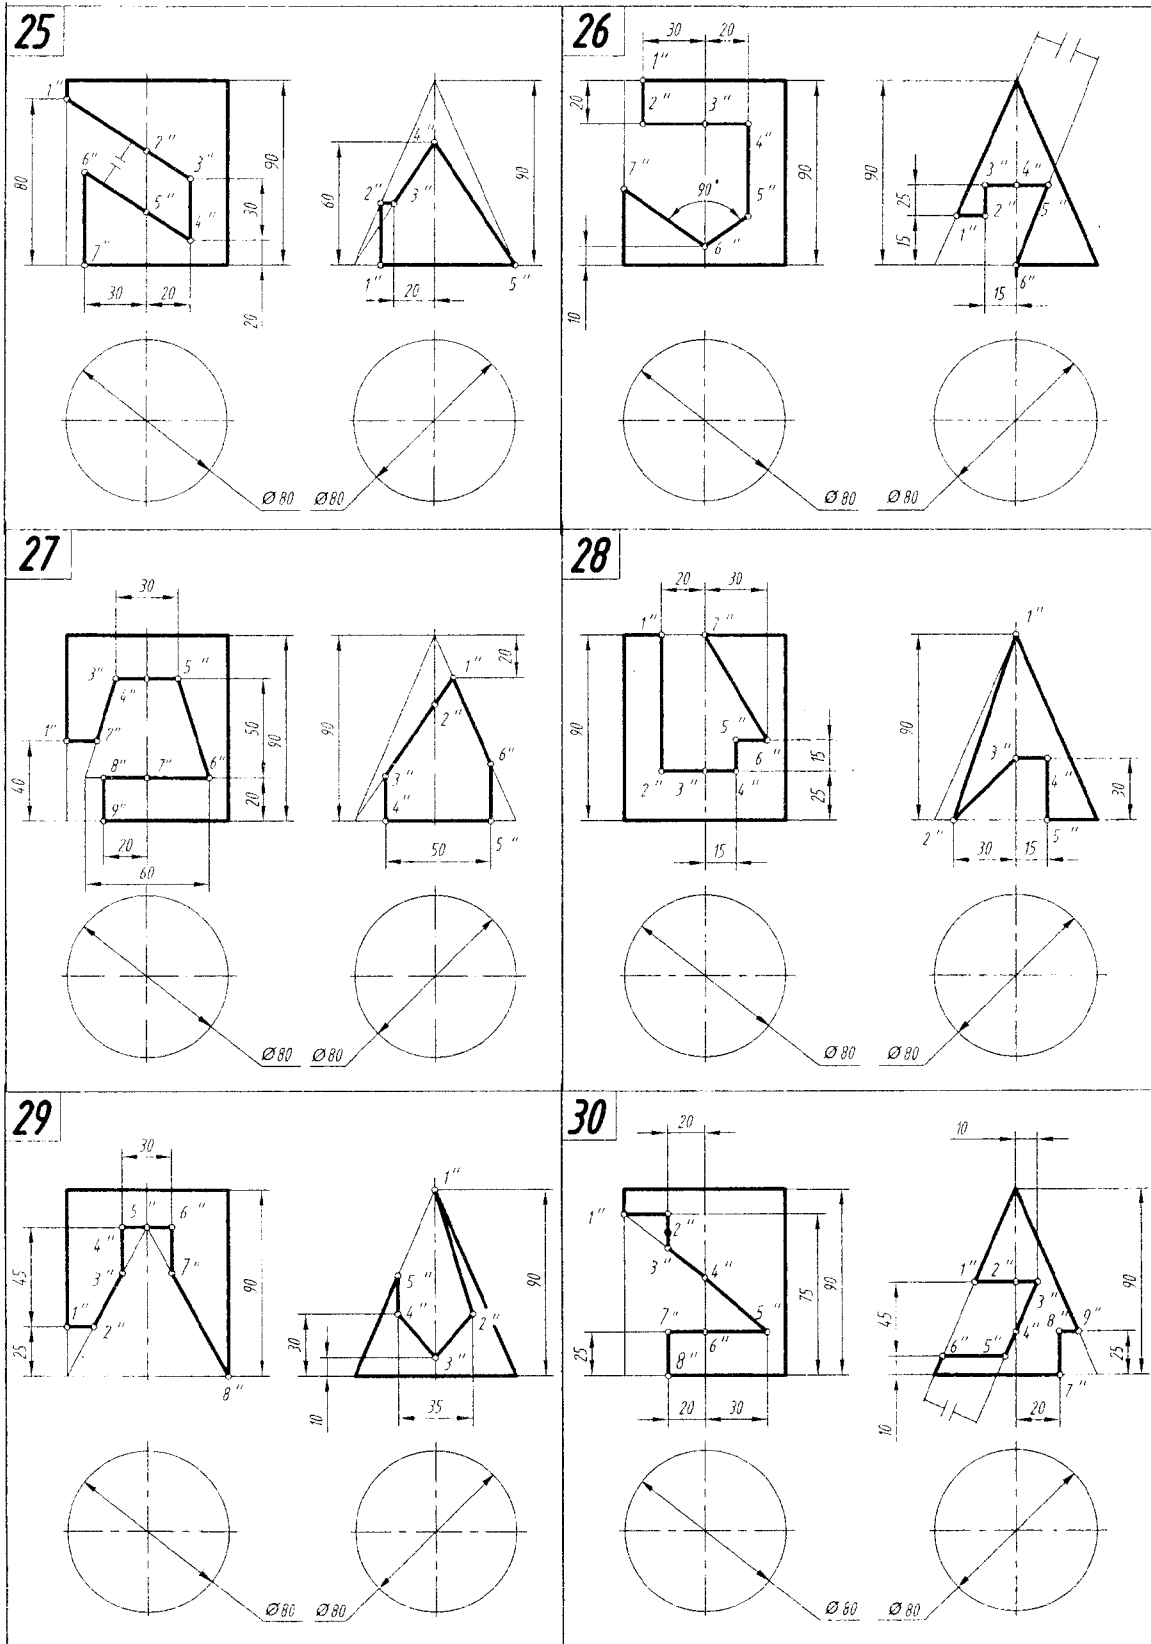 25
1" 2" 3" 4" 5" 6" 7"
80 90 30 20
30 20
4" 2" 3" 1" 5"
60 90 20
Ø80 Ø80
26
30 20
1" 2" 3" 4" 5" 6" 7"
20 90° 90 10
3" 4" 2" 5" 1" 6"
90 25 15 15
Ø80 Ø80
27
30
3" 5" 4" 1" 2" 8" 7" 6" 9"
40 50 90 20
20
60
1" 2" 3" 6" 4" 5"
90 20 50
Ø80 Ø80
28
20 30
1" 7" 5" 6" 2" 3" 4"
90 15 25
15
1" 3" 4" 2" 5"
90 30
30 15
Ø80 Ø80
29
30
5" 6" 4" 3" 7" 1" 2" 8"
45 25 90
1" 5" 4" 2" 3"
30 10 90 35
Ø80 Ø80
30
20
1" 2" 3" 4" 5" 7" 6" 8"
25 75 90
20 30
10
1" 2" 3" 4" 8" 9" 6" 5" 7"
45 10 90 25 20
Ø80 Ø80